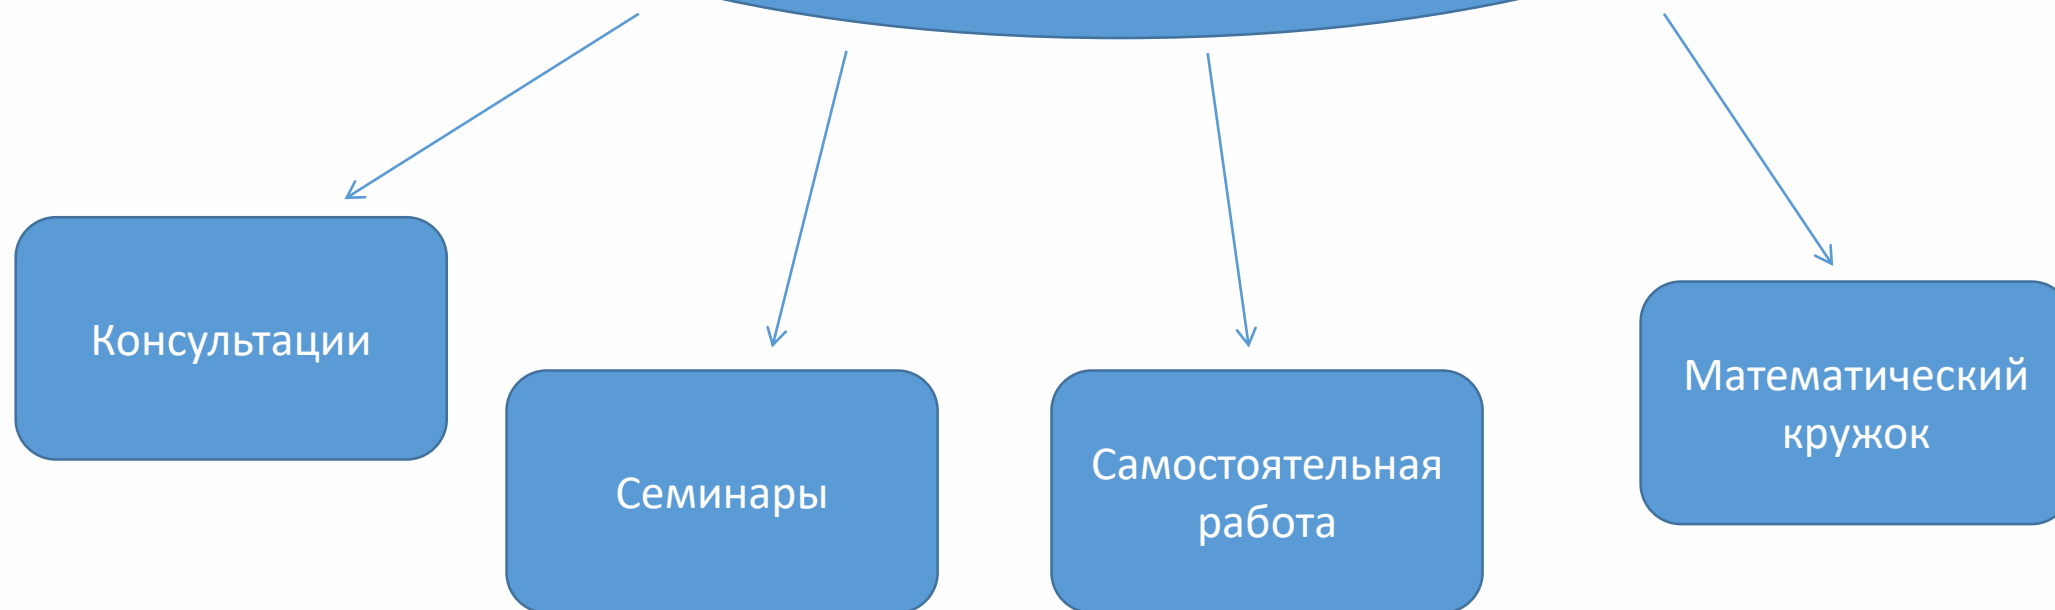 Консультации
Семинары
Самостоятельная
работа
Математический
кружок